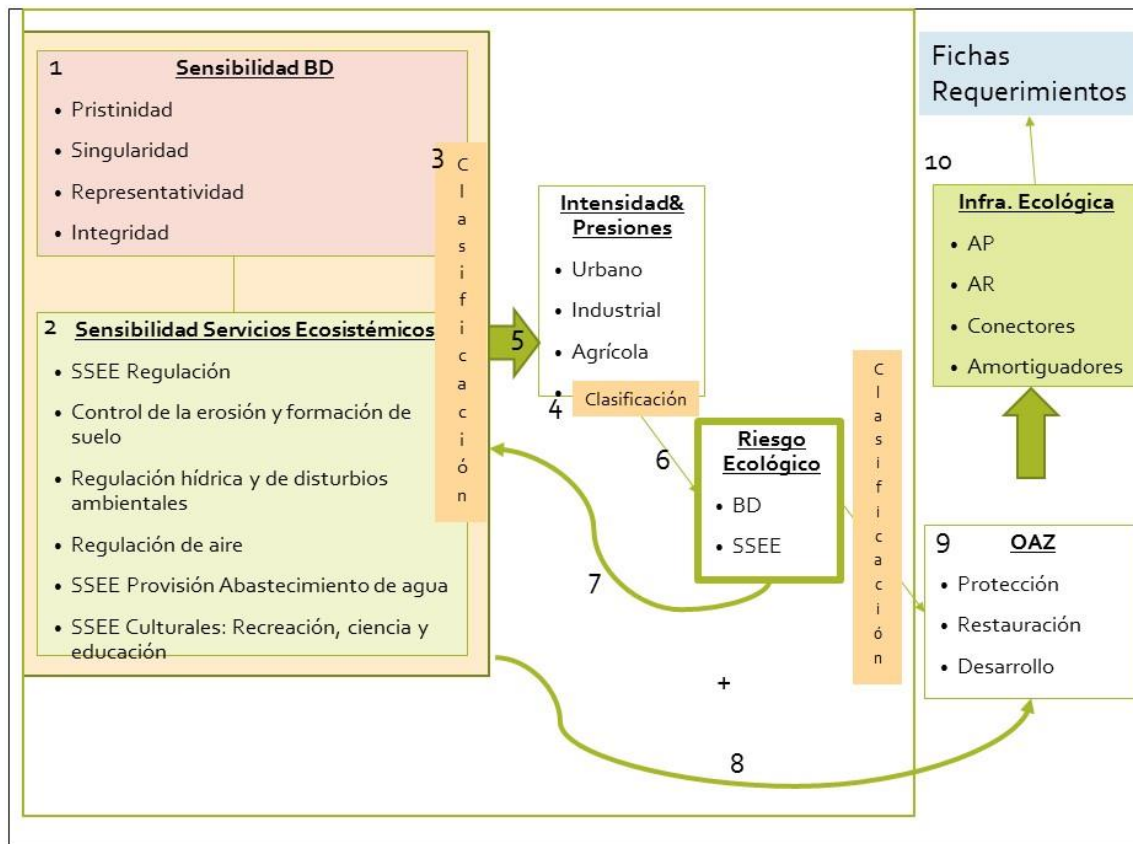 1 Sensibilidad BD
• Pristinidad
• Singularidad
• Representatividad
• Integridad
2 Sensibilidad Servicios Ecosistémicos
• SSEE Regulación
• Control de la erosión y formación de
suelo
• Regulación hídrica y de disturbios
ambientales
• Regulación de aire
• SSEE Provisión Abastecimiento de agua
• SSEE Culturales: Recreación, ciencia y
educación
3
Clasificación
5
Intensidad&
Presiones
• Urbano
• Industrial
• Agrícola
•
4
Clasificación
6
Riesgo
Ecológico
• BD
• SSEE
7
Clasificación
+
8
9 OAZ
• Protección
• Restauración
• Desarrollo
10
Infra. Ecológica
• AP
• AR
• Conectores
• Amortiguadores
Fichas
Requerimientos